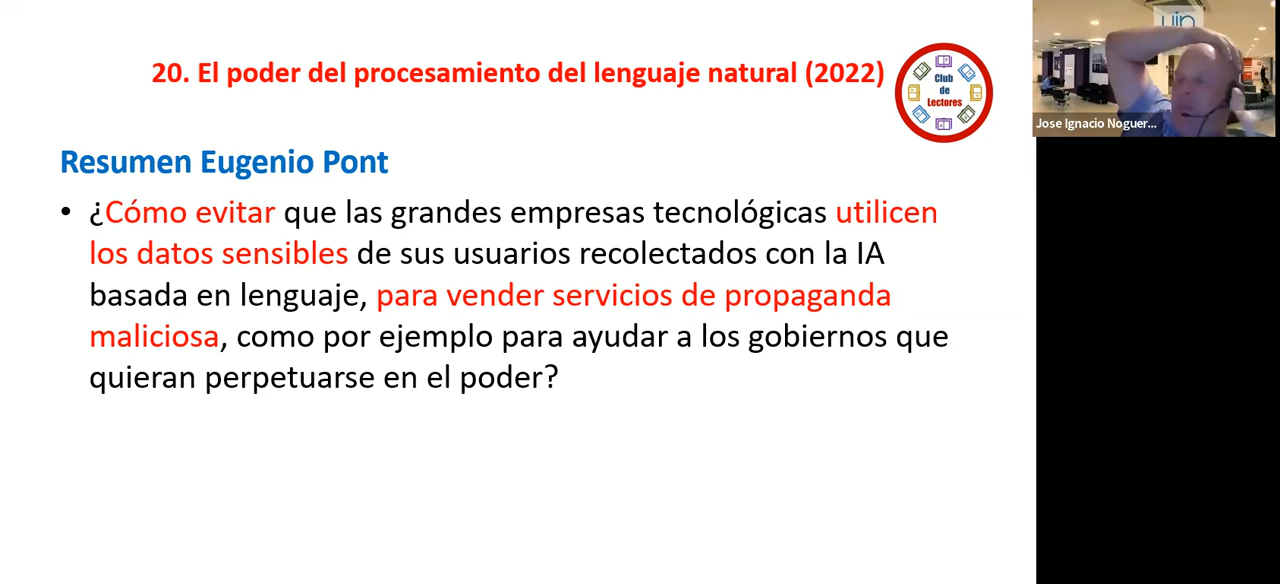 20. El poder del procesamiento del lenguaje natural (2022)
Club
de
Lectores
uip
Jose Ignacio Noguer...
Resumen Eugenio Pont
• ¿Cómo evitar que las grandes empresas tecnológicas utilicen
los datos sensibles de sus usuarios recolectados con la IA
basada en lenguaje, para vender servicios de propaganda
maliciosa, como por ejemplo para ayudar a los gobiernos que
quieran perpetuarse en el poder?